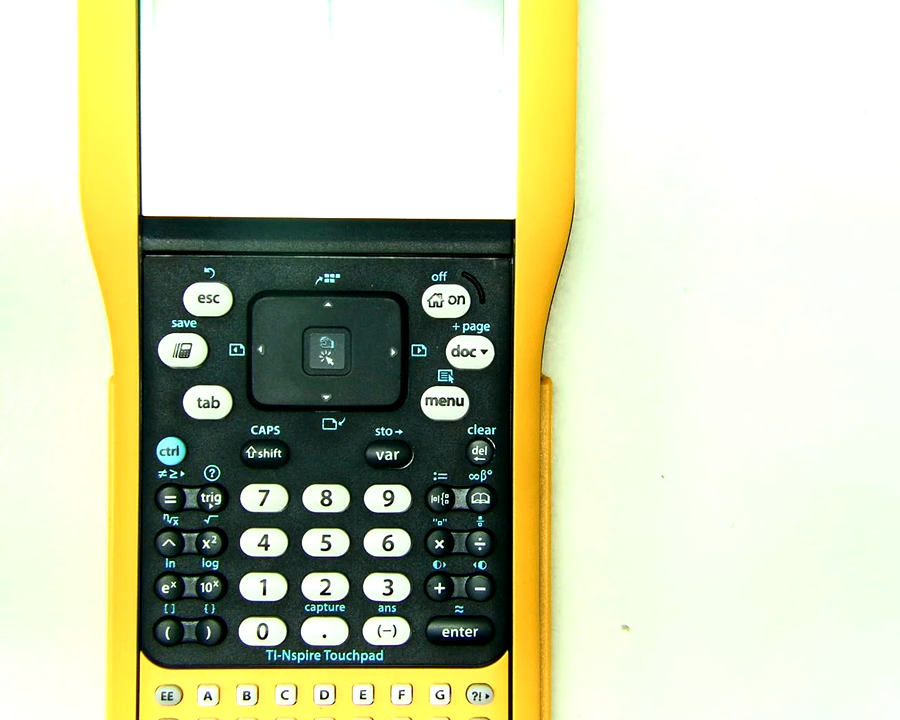 off
esc on
save + page
doc
tab menu
CAPS sto→ clear
ctrl shift var del
≠≥▸ ? := ∞β°
= trig 7 8 9
ⁿ√x √ "□"
^ x² 4 5 6 × ÷
ln log
eˣ 10ˣ 1 2 3 + −
[ ] { } capture ans ≈
( ) 0 . (−) enter
TI-Nspire Touchpad
EE A B C D E F G ?!▸